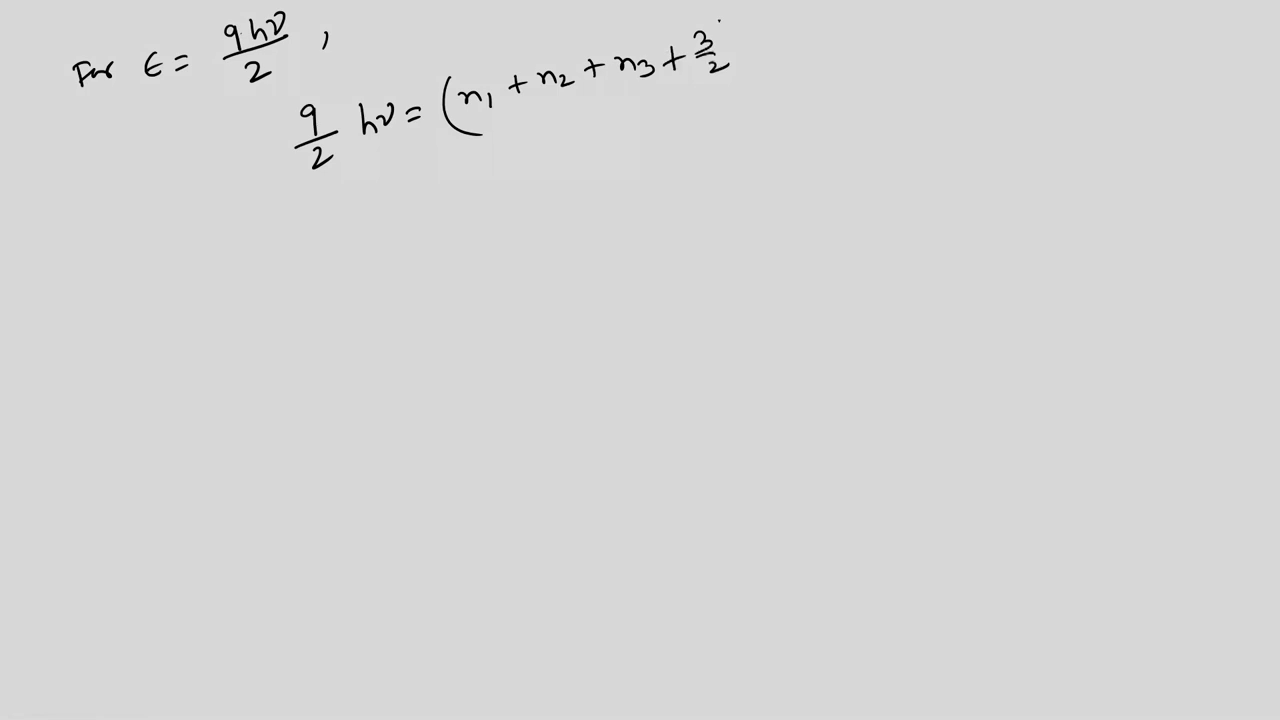 For ϵ = 9hν/2 ,
9/2 hν = (n₁ + n₂ + n₃ + 3/2